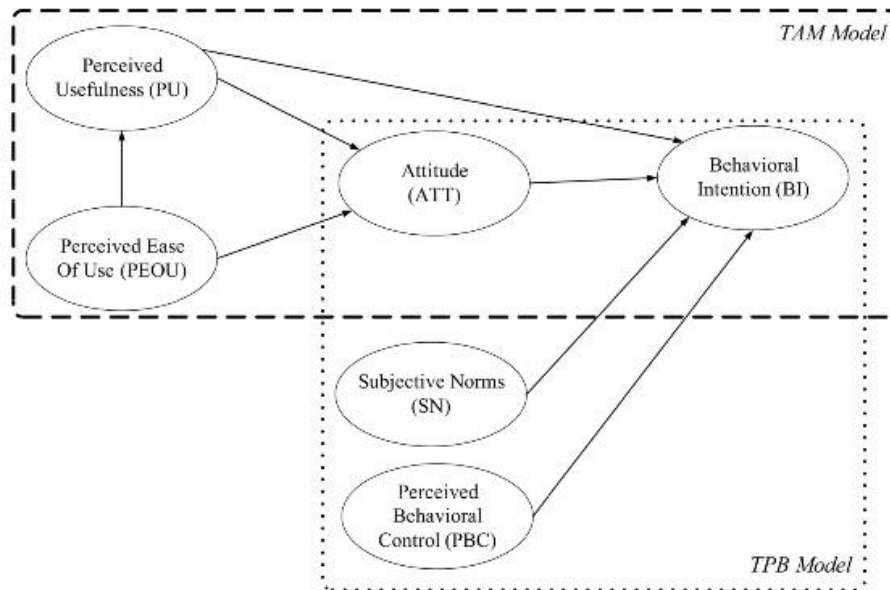 TAM Model
Perceived
Usefulness (PU)
Attitude
(ATT)
Behavioral
Intention (BI)
Perceived Ease
Of Use (PEOU)
Subjective Norms
(SN)
Perceived
Behavioral
Control (PBC)
TPB Model